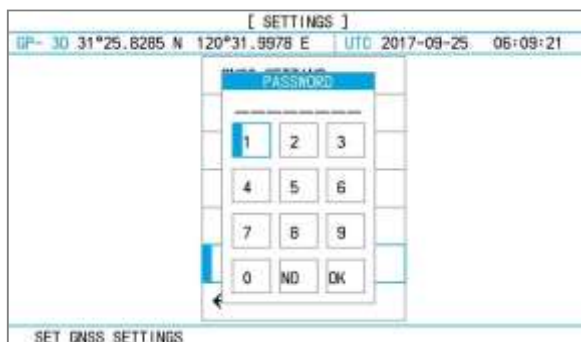 [ SETTINGS ]
GP- 3D 31°25.8285 N 120°31.9978 E UTC 2017-09-25 06:09:21
PASSWORD
1 2 3
4 5 6
7 8 9
0 NO OK
SET GNSS SETTINGS